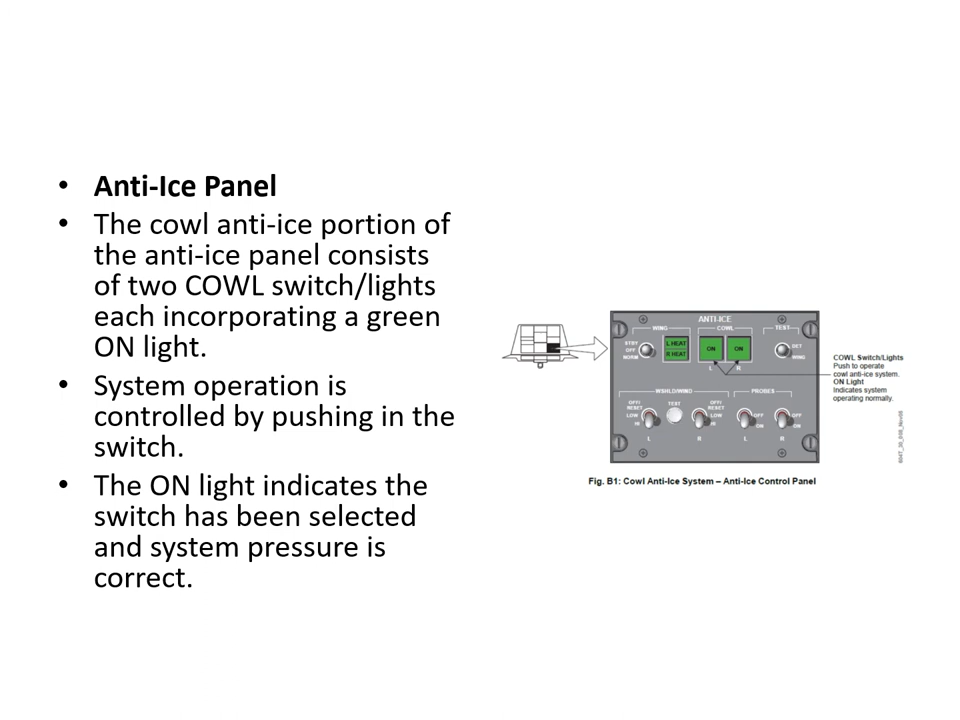 • Anti-Ice Panel
• The cowl anti-ice portion of
the anti-ice panel consists
of two COWL switch/lights
each incorporating a green
ON light.
• System operation is
controlled by pushing in the
switch.
• The ON light indicates the
switch has been selected
and system pressure is
correct.
ANTI-ICE
WING COWL TEST
STBY
OFF
NORM
L HEAT
R HEAT
ON ON
L R
DET
WING
WSHLD/WIND PROBES
OFF/
RESET
LOW
HI
L
TEST
OFF/
RESET
LOW
HI
R
OFF
ON
L
OFF
ON
R
COWL Switch/Lights
Push to operate
cowl anti-ice system.
ON Light
Indicates system
operating normally.
Fig. B1: Cowl Anti-Ice System – Anti-Ice Control Panel